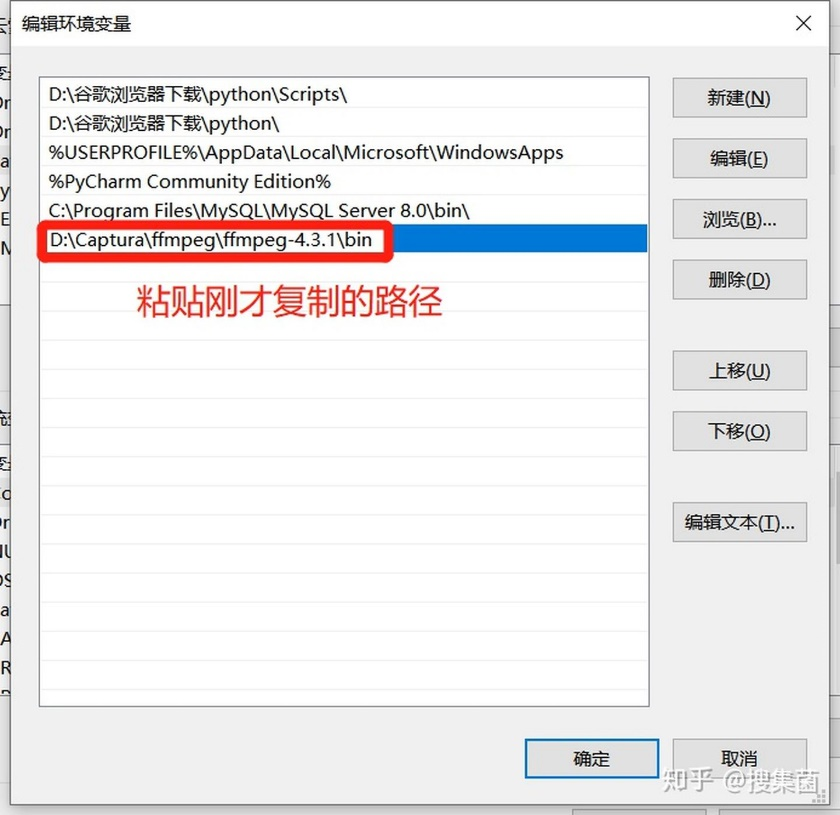 编辑环境变量
D:\谷歌浏览器下载\python\Scripts\
新建(N)
D:\谷歌浏览器下载\python\
%USERPROFILE%\AppData\Local\Microsoft\WindowsApps
编辑(E)
%PyCharm Community Edition%
C:\Program Files\MySQL\MySQL Server 8.0\bin\
浏览(B)...
D:\Captura\ffmpeg\ffmpeg-4.3.1\bin
删除(D)
粘贴刚才复制的路径
上移(U)
下移(O)
编辑文本(T)...
确定
取消
知乎 @搜集菌